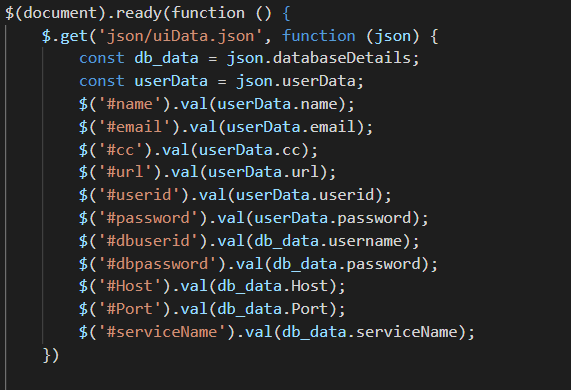 $(document).ready(function () {
$.get('json/uiData.json', function (json) {
const db_data = json.databaseDetails;
const userData = json.userData;
$('#name').val(userData.name);
$('#email').val(userData.email);
$('#cc').val(userData.cc);
$('#url').val(userData.url);
$('#userid').val(userData.userid);
$('#password').val(userData.password);
$('#dbuserid').val(db_data.username);
$('#dbpassword').val(db_data.password);
$('#Host').val(db_data.Host);
$('#Port').val(db_data.Port);
$('#serviceName').val(db_data.serviceName);
})